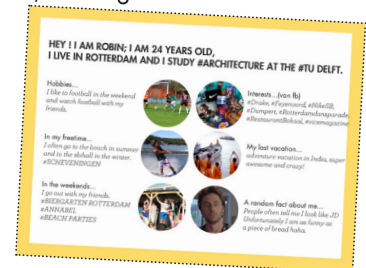 HEY ! I AM ROBIN; I AM 24 YEARS OLD,
I LIVE IN ROTTERDAM AND I STUDY #ARCHITECTURE AT THE #TU DELFT.
Hobbies...
I like to football in the weekend
and watch football with my
friends.
Interests...(van fb)
#Drake, #Feyenoord, #NikeSB,
#Dumpert, #Rotterdamdanseparade,
#RestaurantSchool, #vicemagazine
In my freetime...
I often go to the beach in summer
and to the skihall in the winter.
#SCHEVENINGEN
My last vacation...
adventure vacation in India, super
awesome and crazy!
In the weekends...
I go out with my friends.
#BIERGARTEN ROTTERDAM
#ANNABEL
#BEACH PARTIES
A random fact about me...
People often tell me I look like JD
Unfortunately I am as funny as
a piece of bread haha.